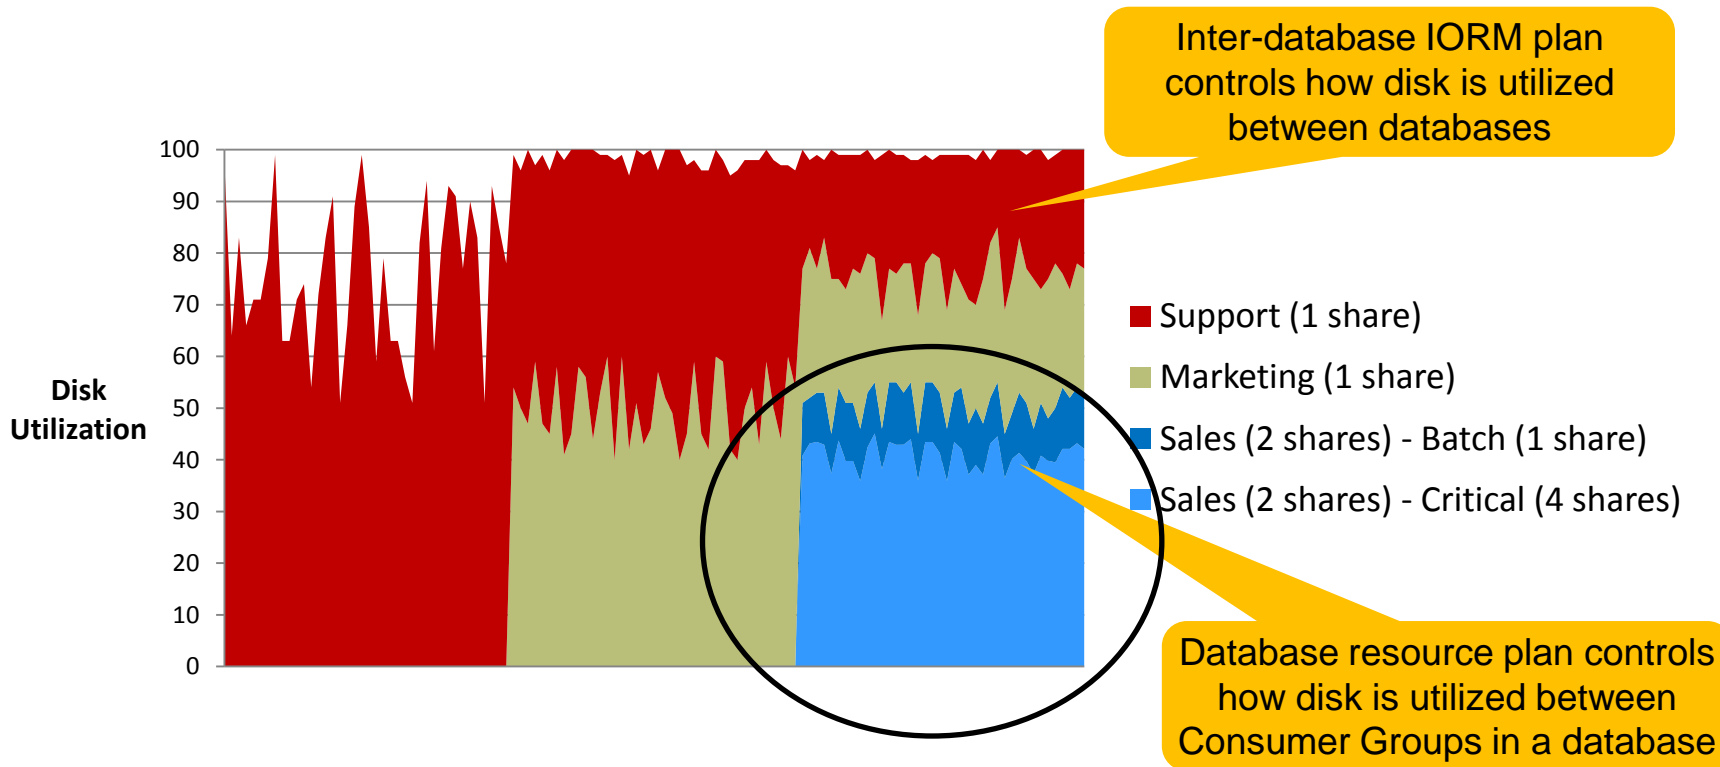 Inter-database IORM plan
controls how disk is utilized
between databases
100
90
80
70
60
50
40
30
20
10
0
Disk
Utilization
Support (1 share)
Marketing (1 share)
Sales (2 shares) - Batch (1 share)
Sales (2 shares) - Critical (4 shares)
Database resource plan controls
how disk is utilized between
Consumer Groups in a database